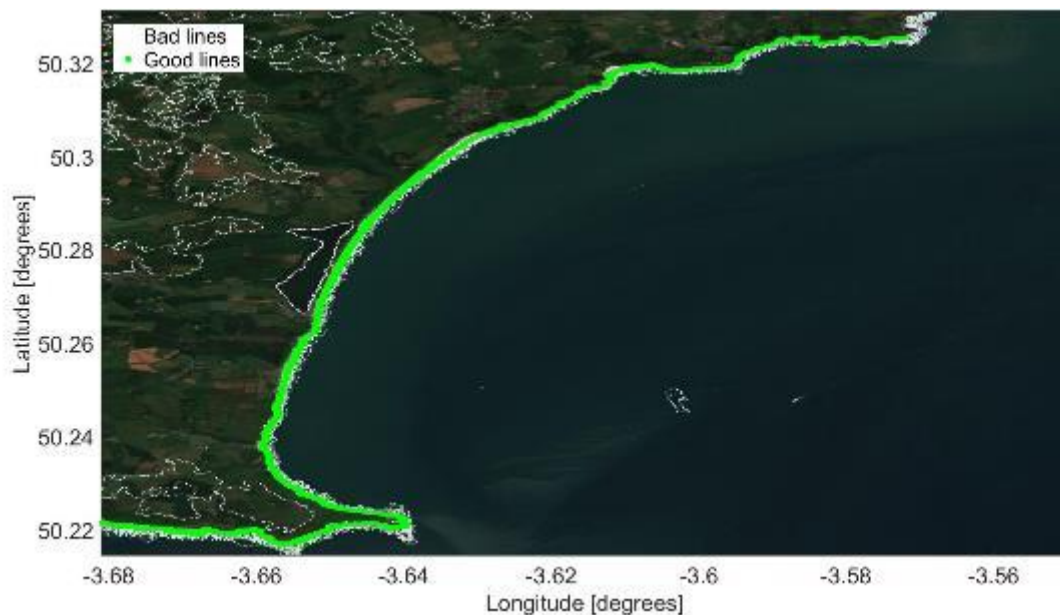 Bad lines
Good lines
50.32
50.3
50.28
50.26
50.24
50.22
Latitude [degrees]
-3.68 -3.66 -3.64 -3.62 -3.6 -3.58 -3.56
Longitude [degrees]